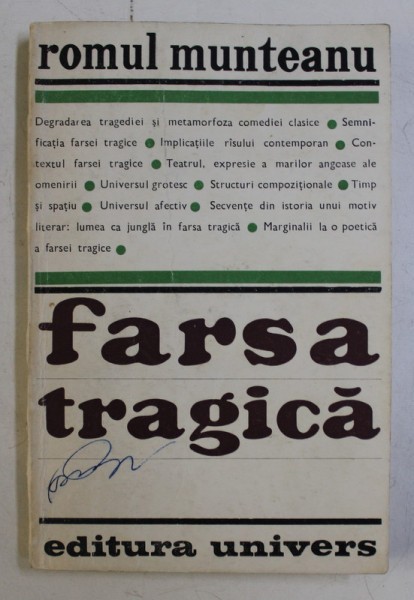 romul munteanu
Degradarea tragediei și metamorfoza comediei clasice ● Semni-
ficația farsei tragice ● Implicațiile rîsului contemporan ● Con-
textul farsei tragice ● Teatrul, expresie a marilor angoase ale
omenirii ● Universul grotesc ● Structuri compoziționale ● Timp
și spațiu ● Universul afectiv ● Secvențe din istoria unui motiv
literar: lumea ca junglă în farsa tragică ● Marginalii la o poetică
a farsei tragice ●
farsa
tragică
editura univers